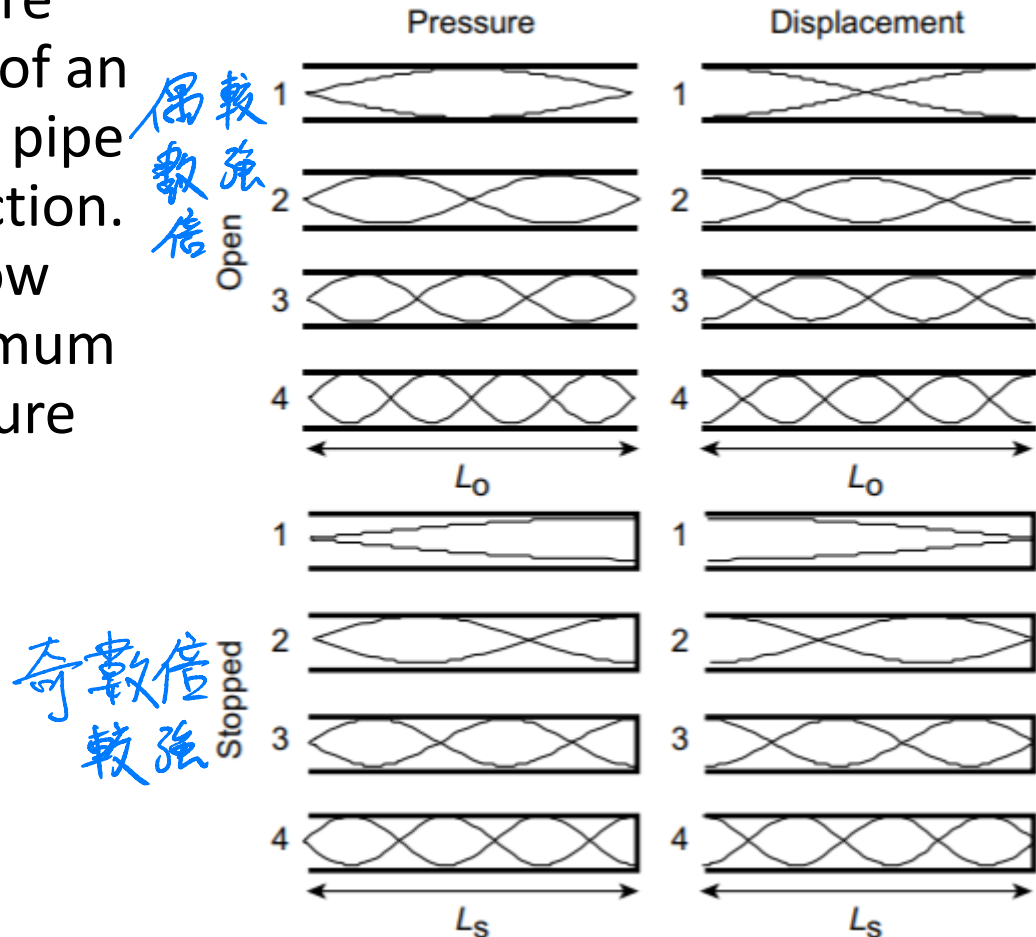 re
of an
pipe
ction.
ow
mum
ure
偶較
數強
倍
Pressure
Displacement
Open
1
1
2
2
3
3
4
4
Lo
Lo
奇數倍
較強
Stopped
1
1
2
2
3
3
4
4
Ls
Ls